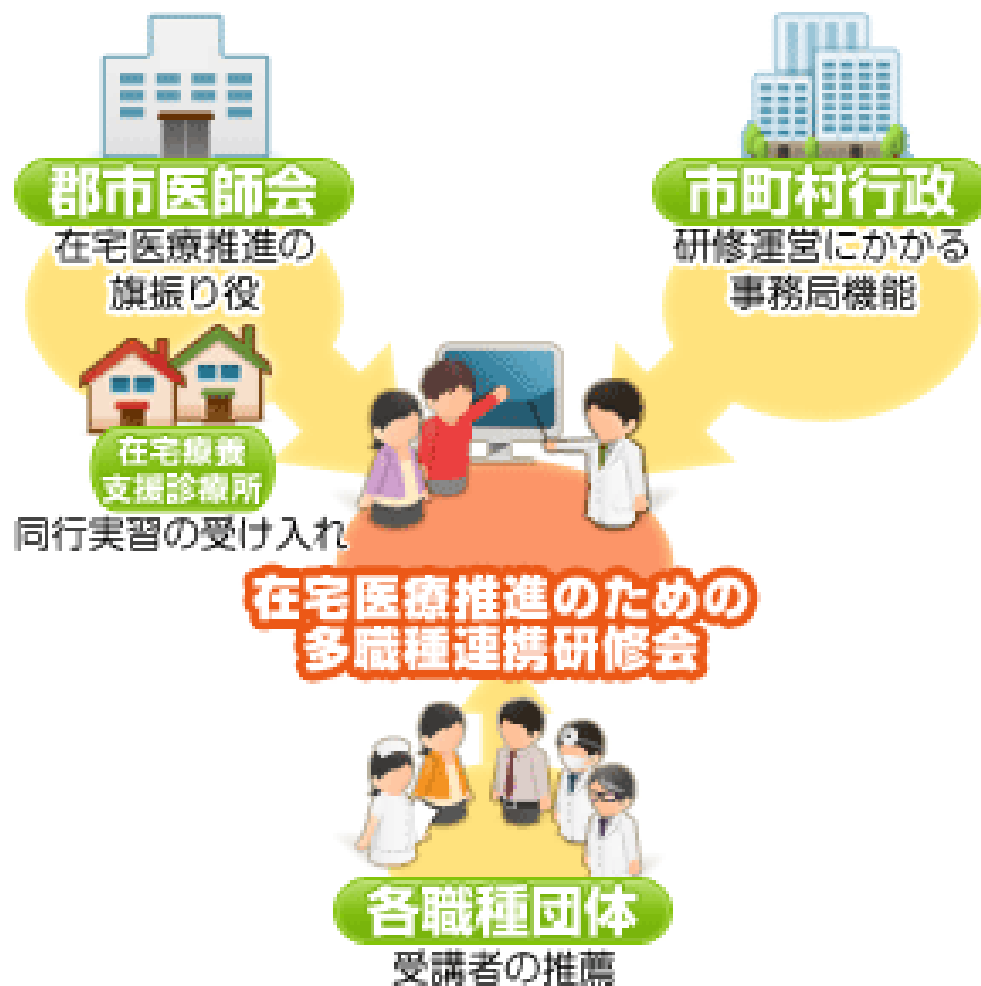 郡市医師会
在宅医療推進の
旗振り役
市町村行政
研修運営にかかる
事務局機能
在宅療養
支援診療所
同行実習の受け入れ
在宅医療推進のための
多職種連携研修会
各職種団体
受講者の推薦